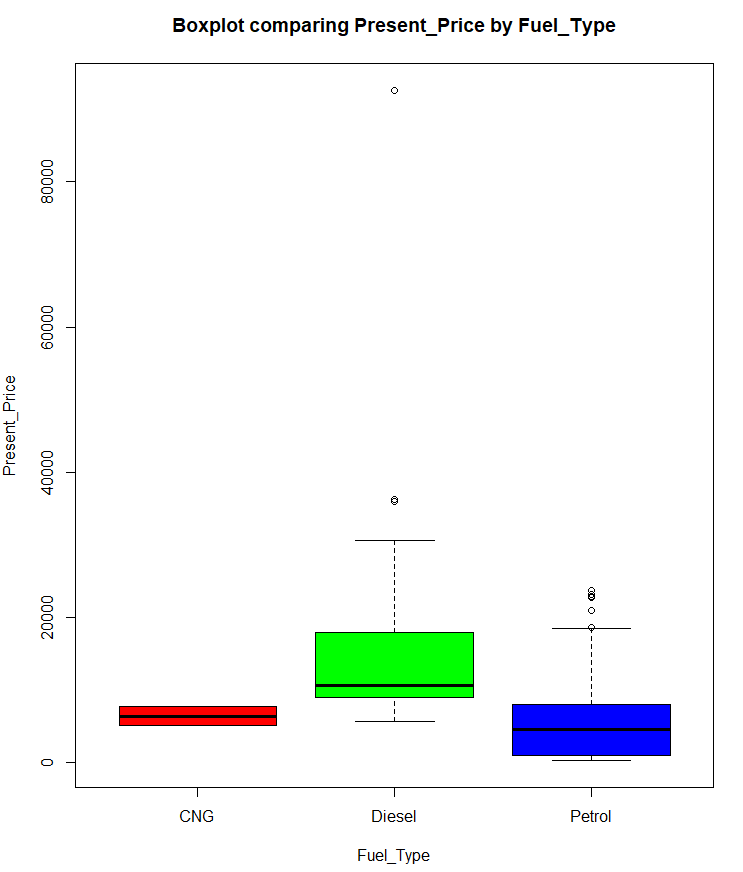 Boxplot comparing Present_Price by Fuel_Type
Present_Price
80000
60000
40000
20000
0
CNG Diesel Petrol
Fuel_Type